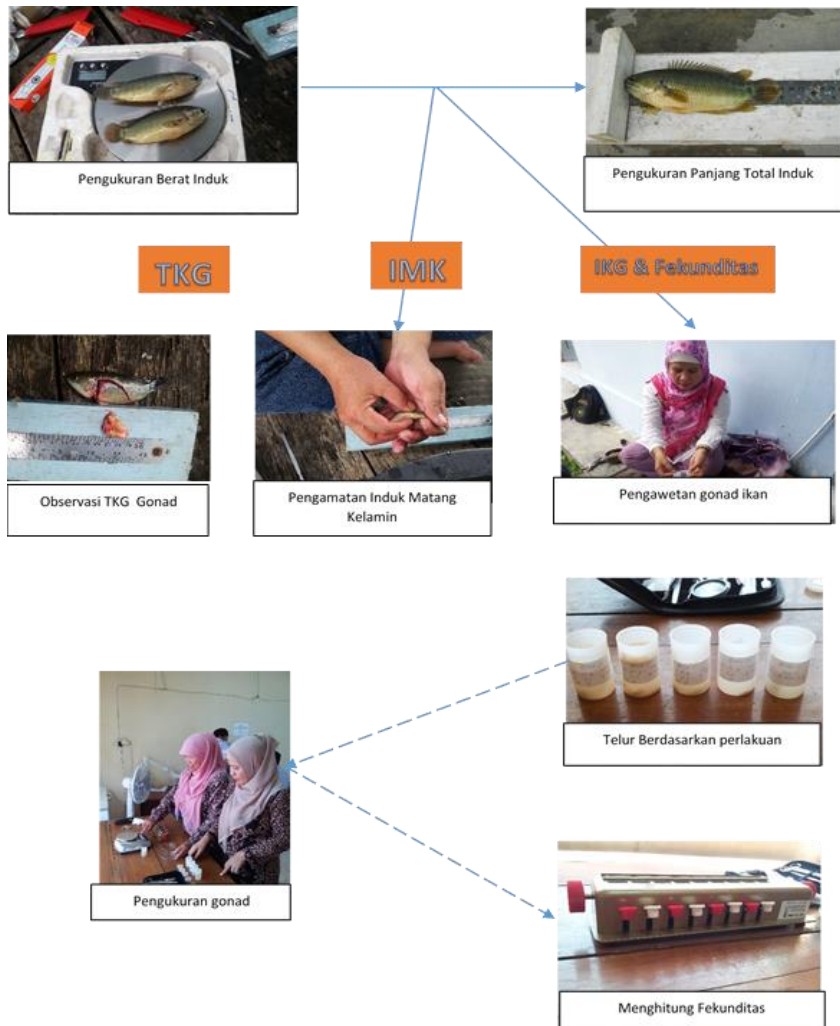 Pengukuran Berat Induk
Pengukuran Panjang Total Induk
TKG
IMK
IKG & Fekunditas
Observasi TKG Gonad
Pengamatan Induk Matang
Kelamin
Pengawetan gonad ikan
Telur Berdasarkan perlakuan
Pengukuran gonad
Menghitung Fekunditas